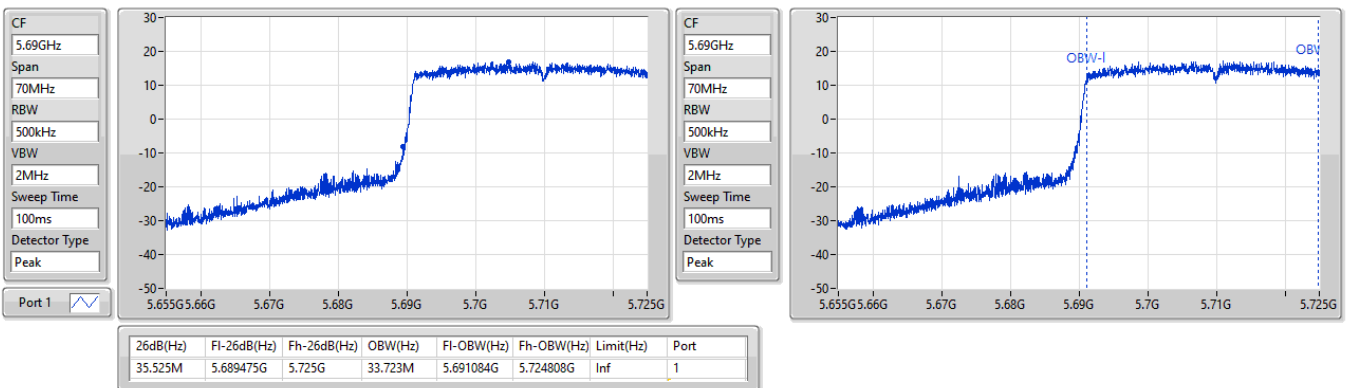 CF
5.69GHz
Span
70MHz
RBW
500kHz
VBW
2MHz
Sweep Time
100ms
Detector Type
Peak
Port 1
30
20
10
0
-10
-20
-30
-40
-50
5.655G 5.66G 5.67G 5.68G 5.69G 5.7G 5.71G 5.725G
CF
5.69GHz
Span
70MHz
RBW
500kHz
VBW
2MHz
Sweep Time
100ms
Detector Type
Peak
30
20
10
0
-10
-20
-30
-40
-50
OBW-l
5.655G 5.66G 5.67G 5.68G 5.69G 5.7G 5.71G 5.725G
26dB(Hz) Fl-26dB(Hz) Fh-26dB(Hz) OBW(Hz) Fl-OBW(Hz) Fh-OBW(Hz) Limit(Hz) Port
35.525M 5.689475G 5.725G 33.723M 5.691084G 5.724808G Inf 1